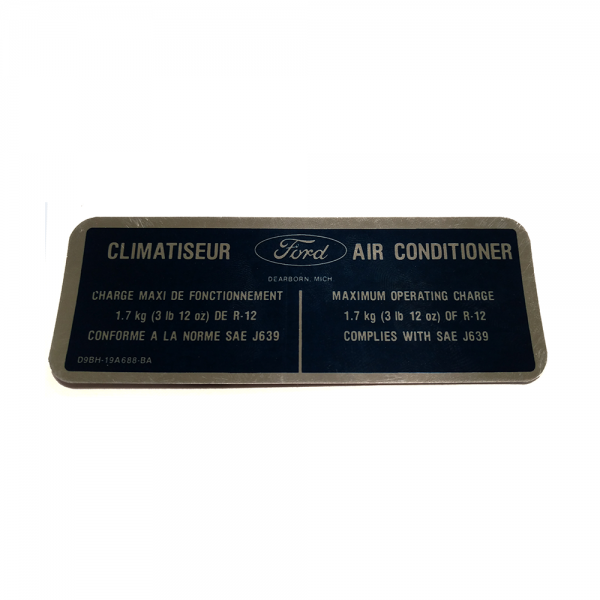 CLIMATISEUR Ford AIR CONDITIONER
DEARBORN, MICH
CHARGE MAXI DE FONCTIONNEMENT
1.7 kg (3 lb 12 oz) DE R-12
CONFORME A LA NORME SAE J639
MAXIMUM OPERATING CHARGE
1.7 kg (3 lb 12 oz) OF R-12
COMPLIES WITH SAE J639
D9BH-19A688-BA